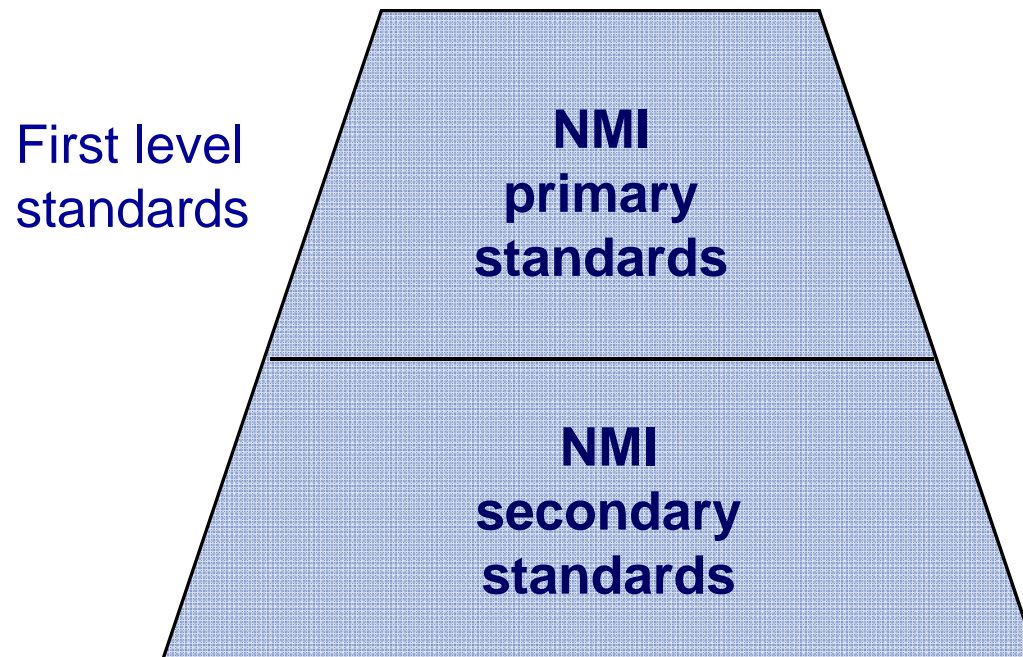 First level
standards
NMI
primary
standards
NMI
secondary
standards